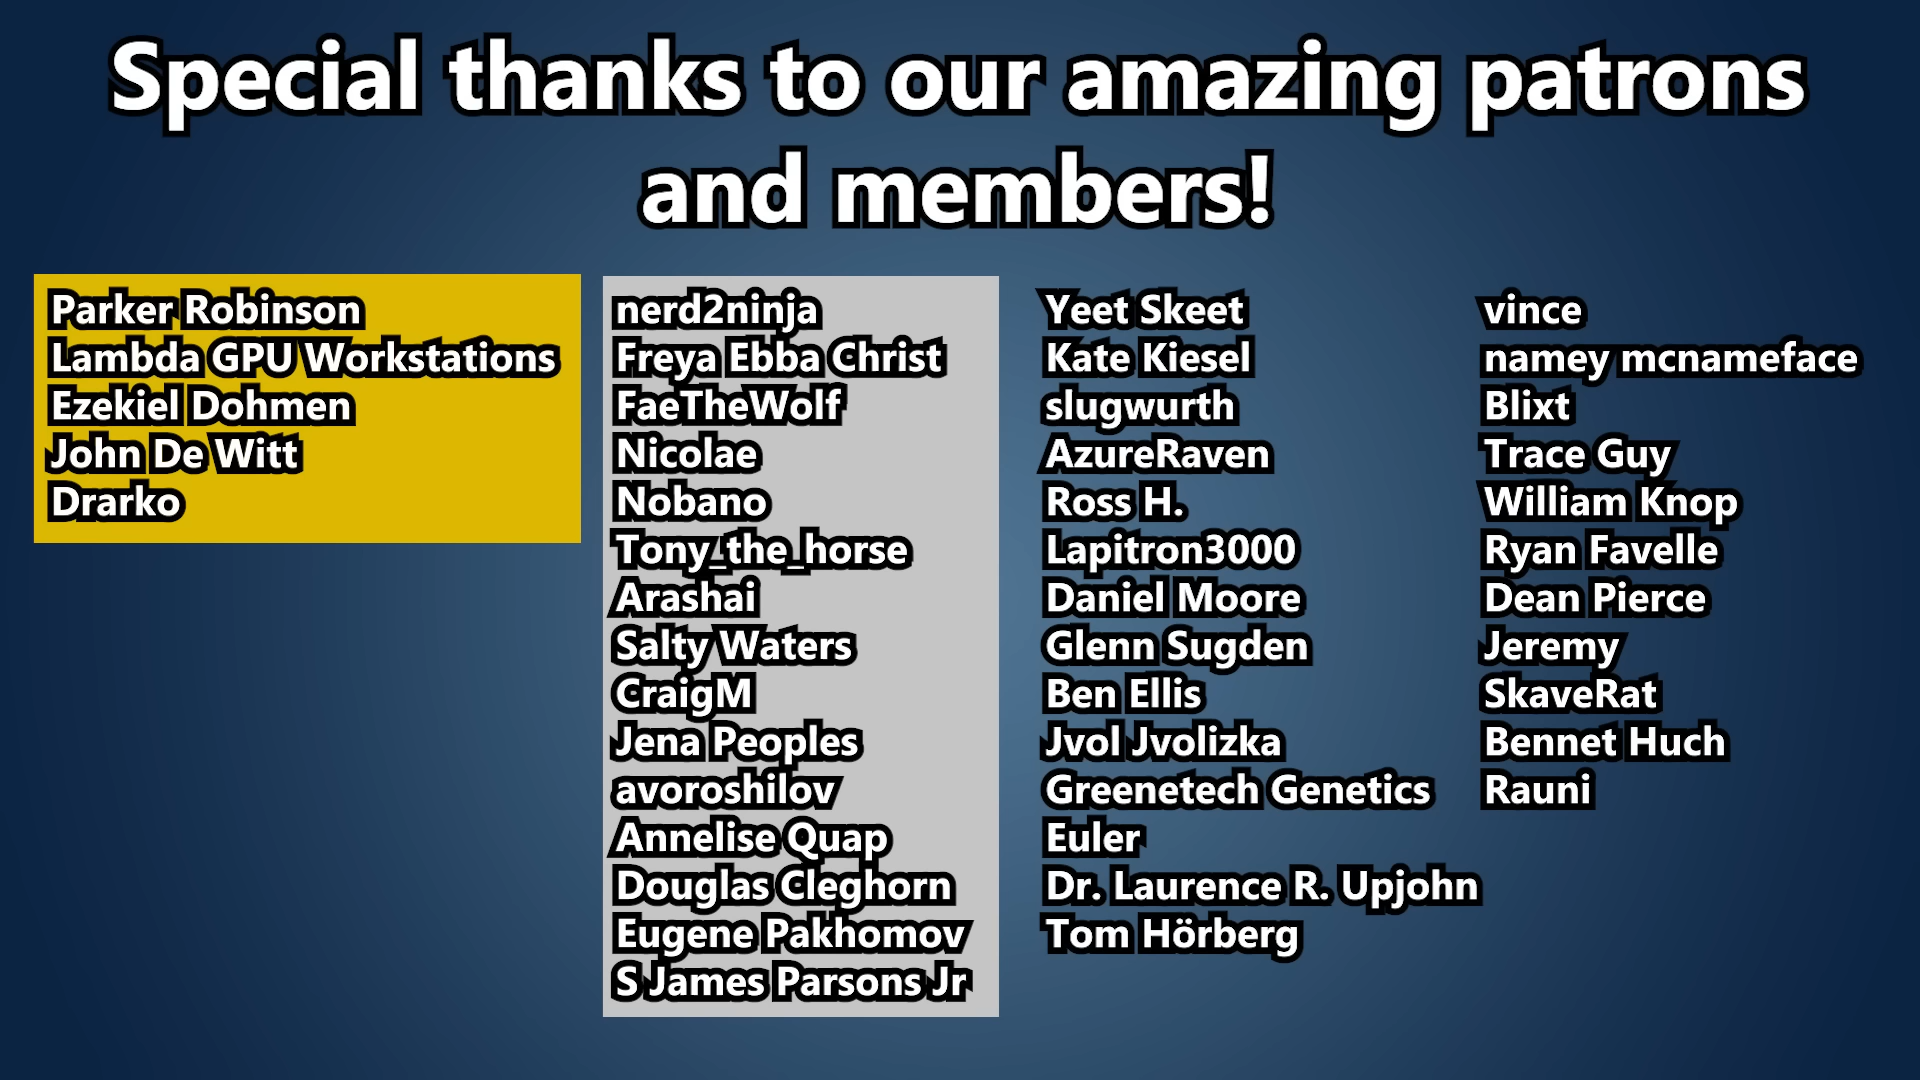 Special thanks to our amazing patrons
and members!
Parker Robinson
Lambda GPU Workstations
Ezekiel Dohmen
John De Witt
Drarko
nerd2ninja
Freya Ebba Christ
FaeTheWolf
Nicolae
Nobano
Tony_the_horse
Arashai
Salty Waters
CraigM
Jena Peoples
avoroshilov
Annelise Quap
Douglas Cleghorn
Eugene Pakhomov
S James Parsons Jr
Yeet Skeet
Kate Kiesel
slugwurth
AzureRaven
Ross H.
Lapitron3000
Daniel Moore
Glenn Sugden
Ben Ellis
Jvol Jvolizka
Greenetech Genetics
Euler
Dr. Laurence R. Upjohn
Tom Hörberg
vince
namey mcnameface
Blixt
Trace Guy
William Knop
Ryan Favelle
Dean Pierce
Jeremy
SkaveRat
Bennet Huch
Rauni